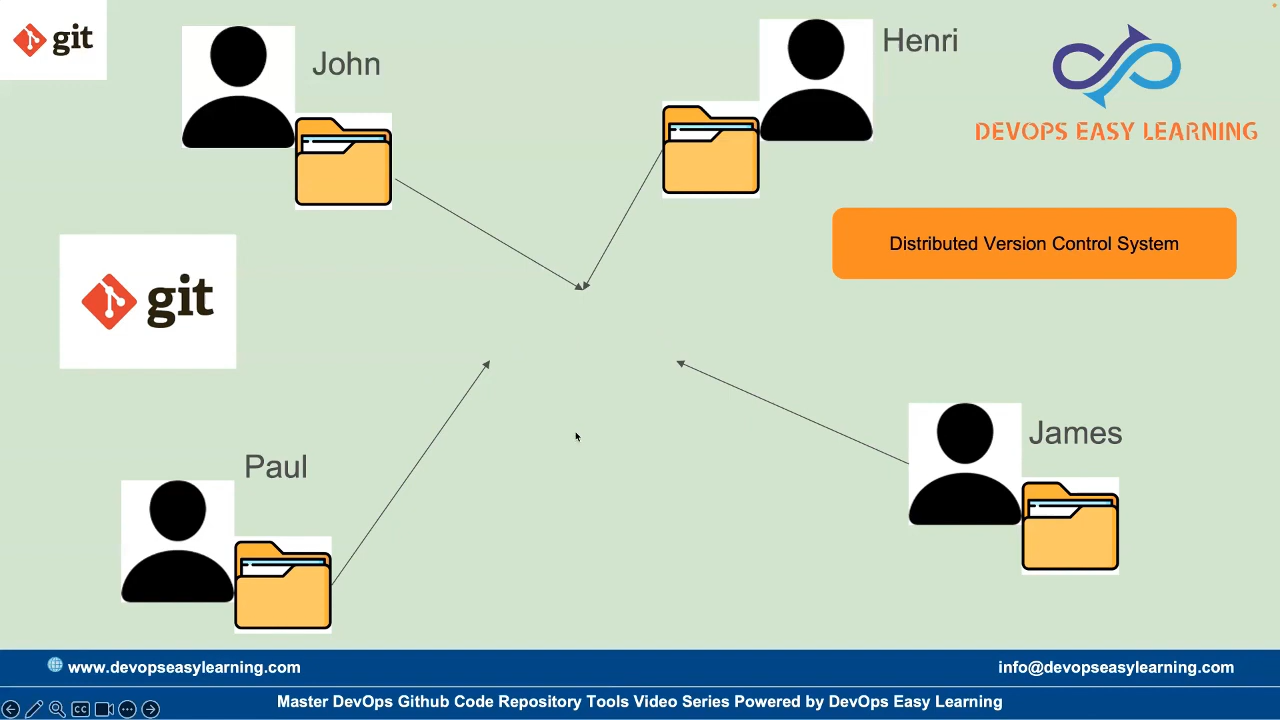 git
John
Henri
DEVOPS EASY LEARNING
Distributed Version Control System
git
James
Paul
www.devopseasylearning.com
info@devopseasylearning.com
Master DevOps Github Code Repository Tools Video Series Powered by DevOps Easy Learning
CC